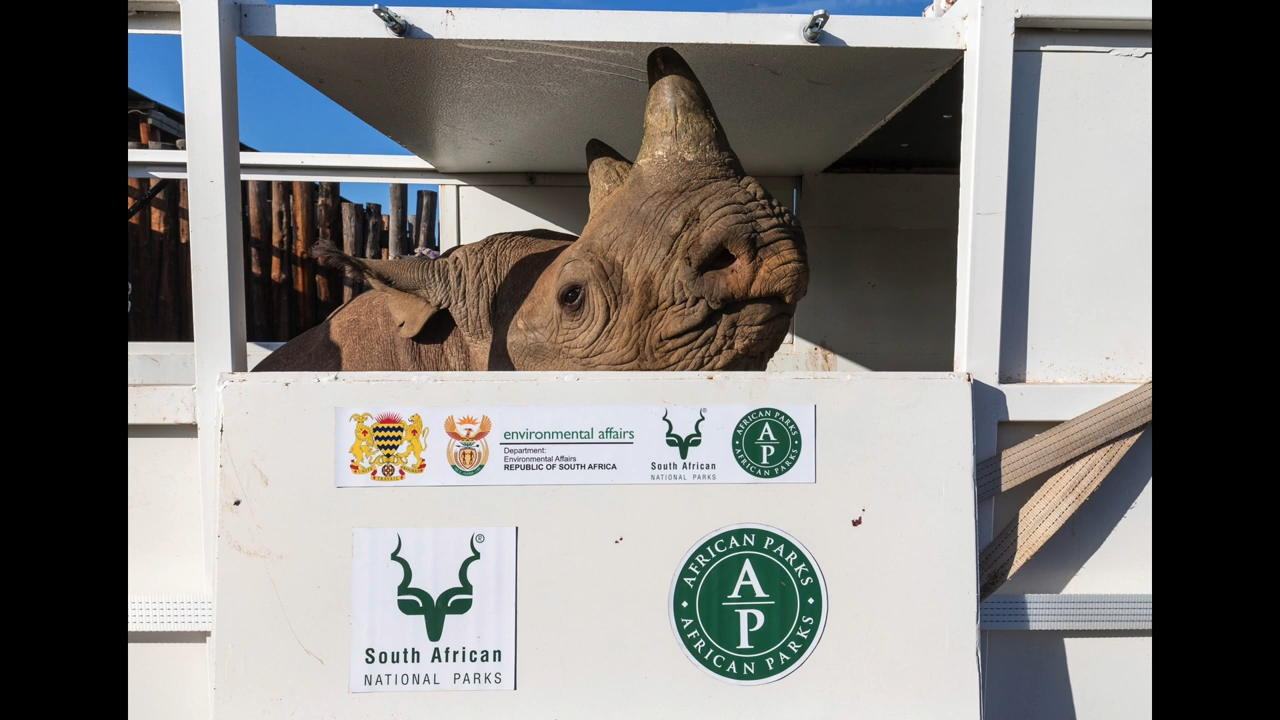 environmental affairs
Department:
Environmental Affairs
REPUBLIC OF SOUTH AFRICA
South African
NATIONAL PARKS
AFRICAN PARKS
AP
AFRICAN PARKS
®
South African
NATIONAL PARKS
AFRICAN PARKS
AP
AFRICAN PARKS